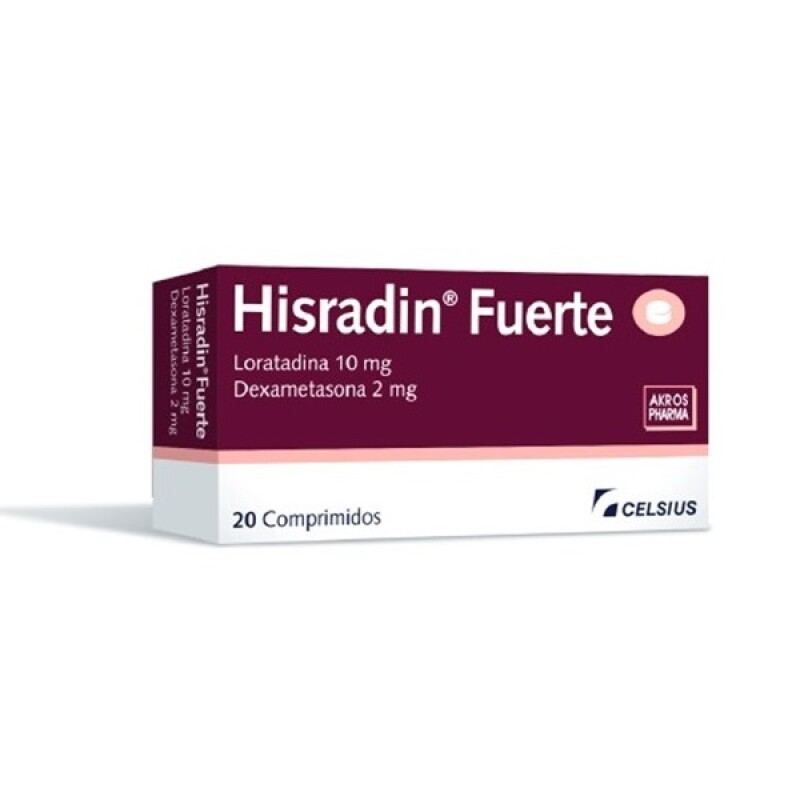 Hisradin® Fuerte
Loratadina 10 mg
Dexametasona 2 mg
Hisradin® Fuerte
Loratadina 10 mg
Dexametasona 2 mg
AKROS
PHARMA
20 Comprimidos
CELSIUS